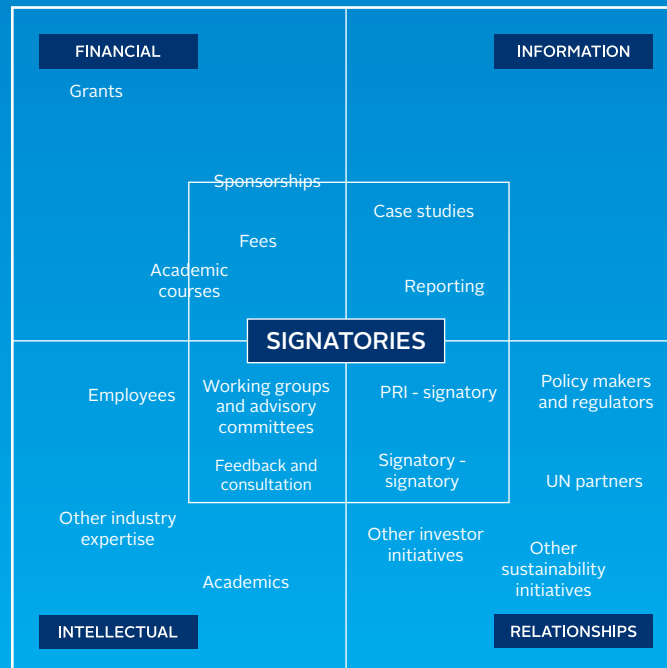 FINANCIAL
INFORMATION
Grants
Sponsorships
Case studies
Fees
Academic
courses
Reporting
SIGNATORIES
Employees
Working groups
and advisory
committees
PRI - signatory
Policy makers
and regulators
Feedback and
consultation
Signatory -
signatory
UN partners
Other industry
expertise
Other investor
initiatives
Other
sustainability
initiatives
Academics
INTELLECTUAL
RELATIONSHIPS